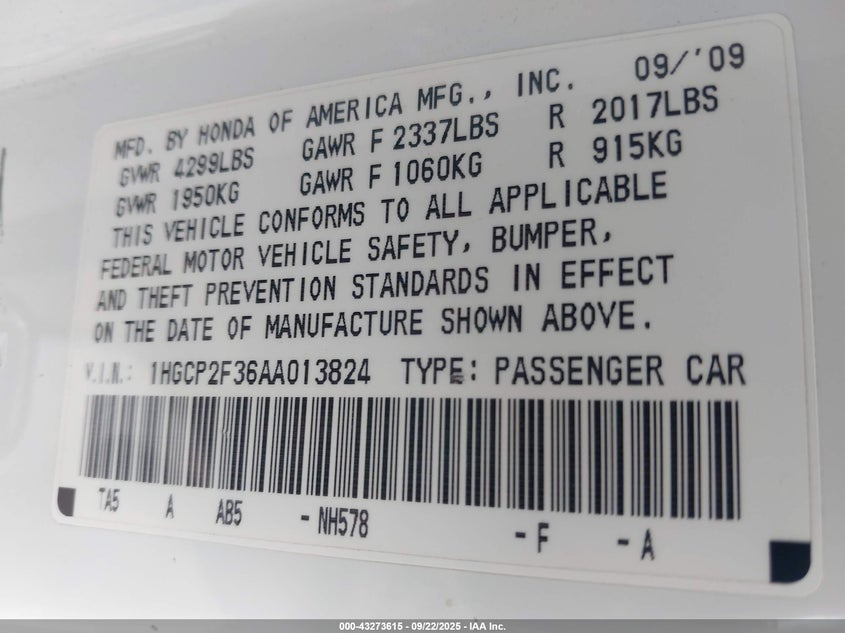 MFD. BY HONDA OF AMERICA MFG., INC. 09/'09
GVWR 4299LBS GAWR F 2337LBS R 2017LBS
GVWR 1950KG GAWR F 1060KG R 915KG
THIS VEHICLE CONFORMS TO ALL APPLICABLE
FEDERAL MOTOR VEHICLE SAFETY, BUMPER,
AND THEFT PREVENTION STANDARDS IN EFFECT
ON THE DATE OF MANUFACTURE SHOWN ABOVE.
V.I.N.: 1HGCP2F36AA013824 TYPE: PASSENGER CAR
TA5 A AB5 - NH578 - F - A
000-43273615 - 09/22/2025 - IAA Inc.